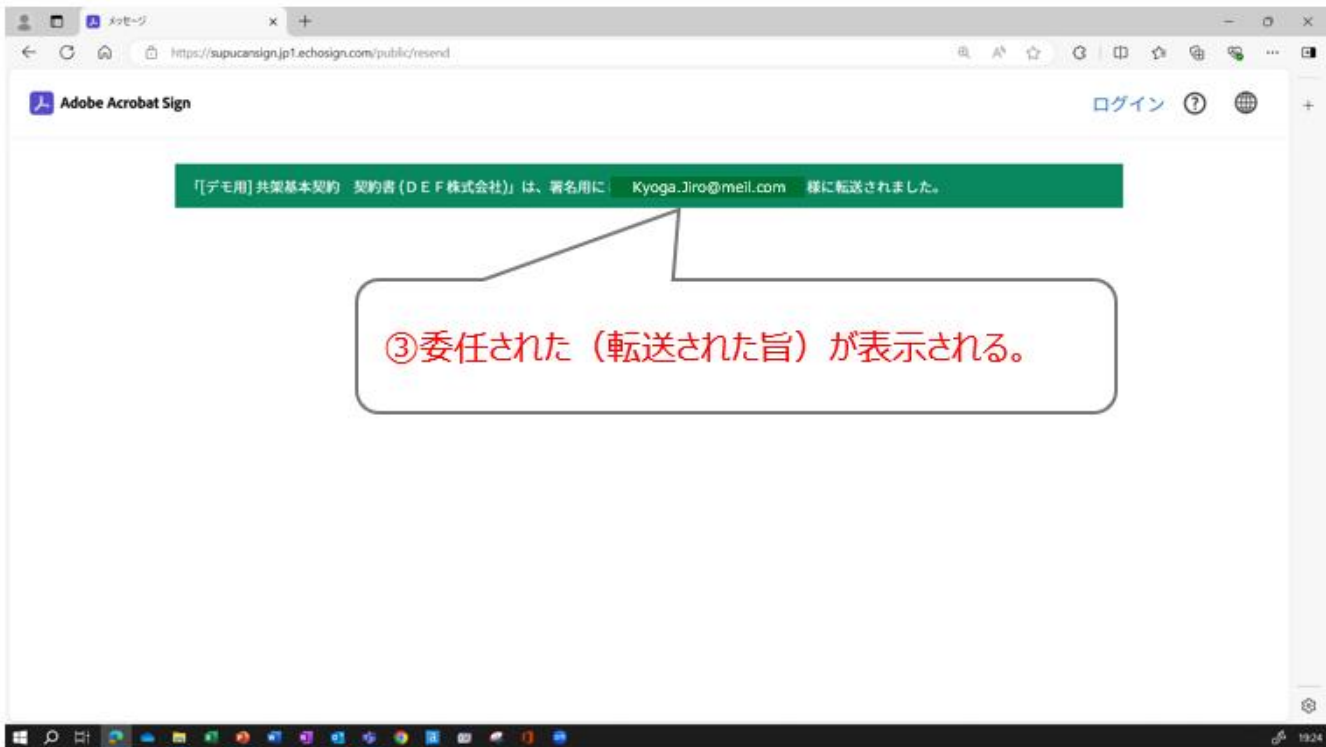 メッセージ
https://supucansign.jp1.echosign.com/public/resend
Adobe Acrobat Sign
ログイン
「[デモ用] 共架基本契約　契約書 (ＤＥＦ株式会社)」は、署名用に Kyoga.Jiro@meil.com 様に転送されました。
③委任された（転送された旨）が表示される。
19:24